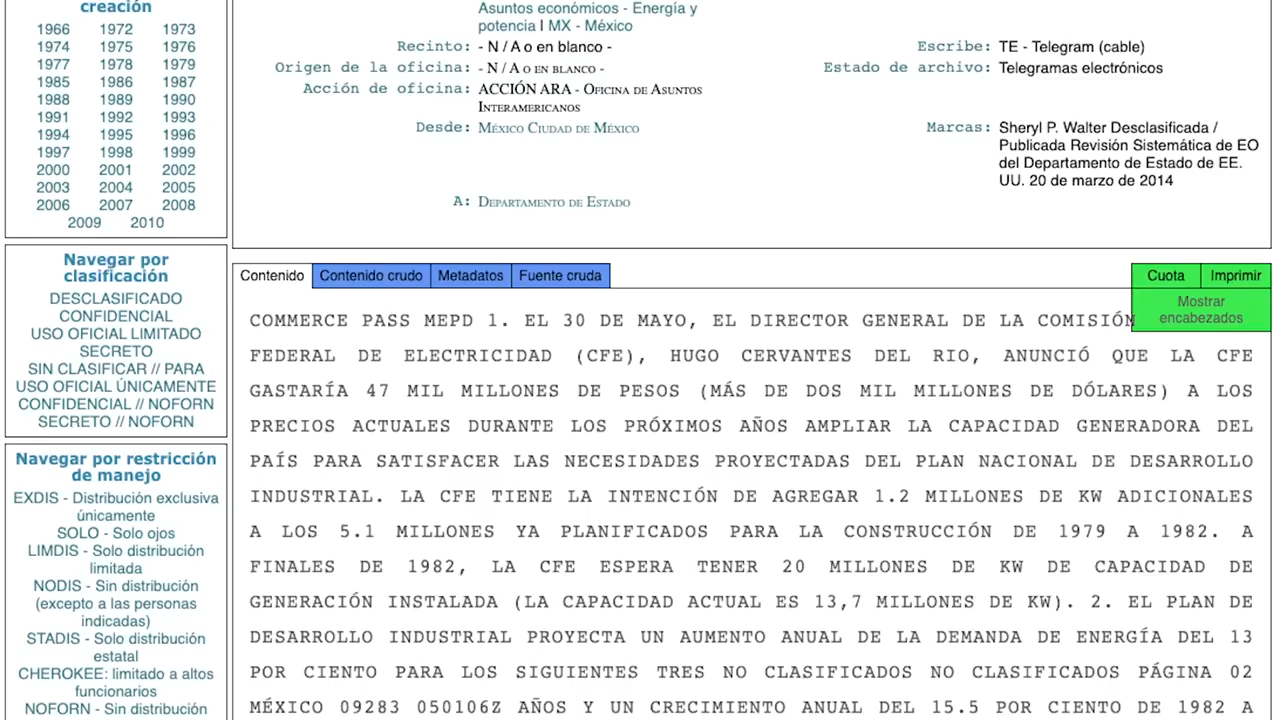 creación
1966 1972 1973
1974 1975 1976
1977 1978 1979
1985 1986 1987
1988 1989 1990
1991 1992 1993
1994 1995 1996
1997 1998 1999
2000 2001 2002
2003 2004 2005
2006 2007 2008
2009 2010
Navegar por
clasificación
DESCLASIFICADO
CONFIDENCIAL
USO OFICIAL LIMITADO
SECRETO
SIN CLASIFICAR // PARA
USO OFICIAL ÚNICAMENTE
CONFIDENCIAL // NOFORN
SECRETO // NOFORN
Navegar por restricción
de manejo
EXDIS - Distribución exclusiva
únicamente
SOLO - Solo ojos
LIMDIS - Solo distribución
limitada
NODIS - Sin distribución
(excepto a las personas
indicadas)
STADIS - Solo distribución
estatal
CHEROKEE: limitado a altos
funcionarios
NOFORN - Sin distribución
Asuntos económicos - Energía y
potencia | MX - México
Recinto: - N / A o en blanco -
Origen de la oficina: - N / A o en blanco -
Acción de oficina: ACCIÓN ARA - Oficina de Asuntos
Interamericanos
Desde: México Ciudad de México
A: Departamento de Estado
Escribe: TE - Telegram (cable)
Estado de archivo: Telegramas electrónicos
Marcas: Sheryl P. Walter Desclasificada /
Publicada Revisión Sistemática de EO
del Departamento de Estado de EE.
UU. 20 de marzo de 2014
Contenido Contenido crudo Metadatos Fuente cruda
Cuota Imprimir
Mostrar
encabezados
COMMERCE PASS MEPD 1. EL 30 DE MAYO, EL DIRECTOR GENERAL DE LA COMISIÓN
FEDERAL DE ELECTRICIDAD (CFE), HUGO CERVANTES DEL RIO, ANUNCIÓ QUE LA CFE
GASTARÍA 47 MIL MILLONES DE PESOS (MÁS DE DOS MIL MILLONES DE DÓLARES) A LOS
PRECIOS ACTUALES DURANTE LOS PRÓXIMOS AÑOS AMPLIAR LA CAPACIDAD GENERADORA DEL
PAÍS PARA SATISFACER LAS NECESIDADES PROYECTADAS DEL PLAN NACIONAL DE DESARROLLO
INDUSTRIAL. LA CFE TIENE LA INTENCIÓN DE AGREGAR 1.2 MILLONES DE KW ADICIONALES
A LOS 5.1 MILLONES YA PLANIFICADOS PARA LA CONSTRUCCIÓN DE 1979 A 1982. A
FINALES DE 1982, LA CFE ESPERA TENER 20 MILLONES DE KW DE CAPACIDAD DE
GENERACIÓN INSTALADA (LA CAPACIDAD ACTUAL ES 13,7 MILLONES DE KW). 2. EL PLAN DE
DESARROLLO INDUSTRIAL PROYECTA UN AUMENTO ANUAL DE LA DEMANDA DE ENERGÍA DEL 13
POR CIENTO PARA LOS SIGUIENTES TRES NO CLASIFICADOS NO CLASIFICADOS PÁGINA 02
MÉXICO 09283 050106Z AÑOS Y UN CRECIMIENTO ANUAL DEL 15.5 POR CIENTO DE 1982 A